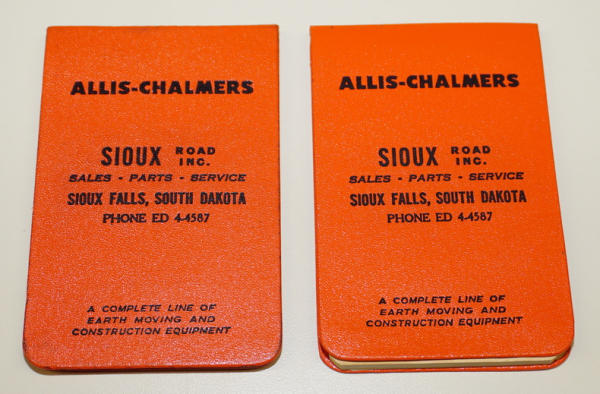 ALLIS-CHALMERS
SIOUX ROAD INC.
SALES - PARTS - SERVICE
SIOUX FALLS, SOUTH DAKOTA
PHONE ED 4-4587
A COMPLETE LINE OF
EARTH MOVING AND
CONSTRUCTION EQUIPMENT
ALLIS-CHALMERS
SIOUX ROAD INC.
SALES - PARTS - SERVICE
SIOUX FALLS, SOUTH DAKOTA
PHONE ED 4-4587
A COMPLETE LINE OF
EARTH MOVING AND
CONSTRUCTION EQUIPMENT